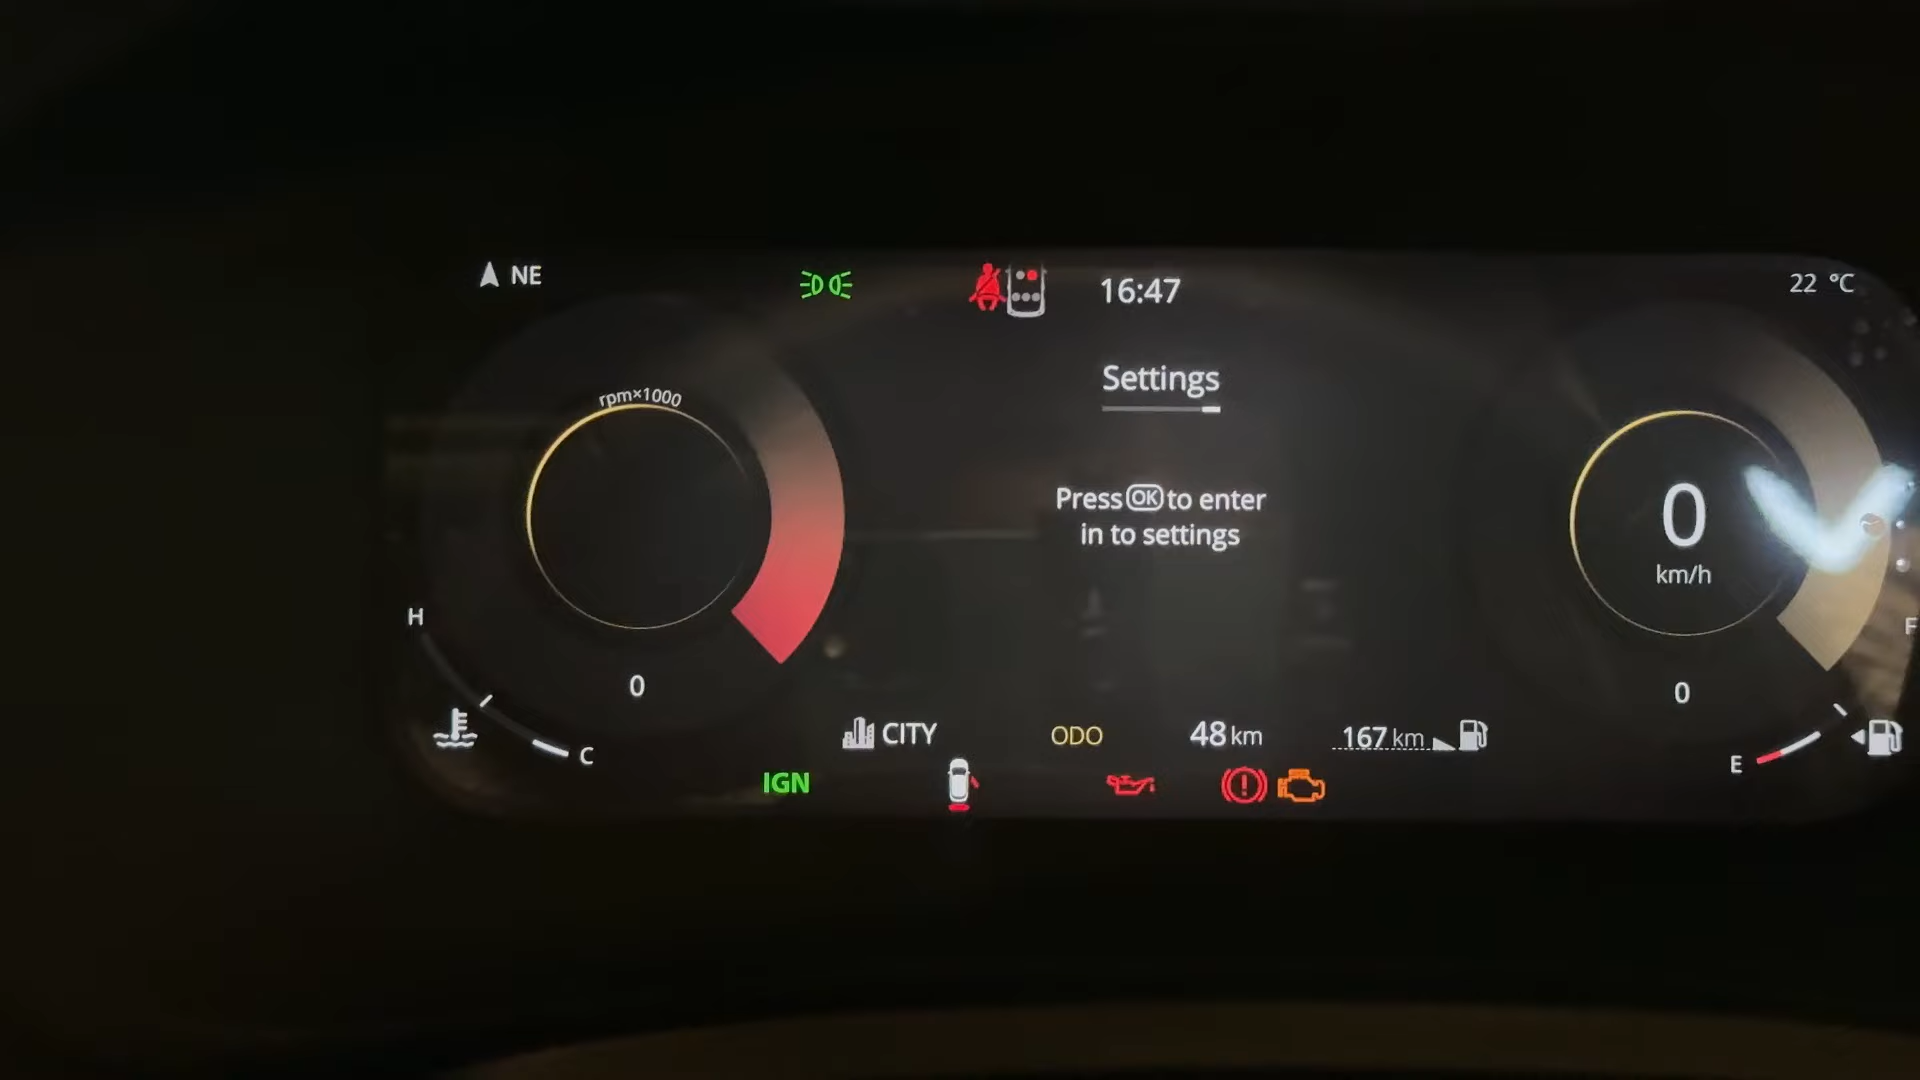 NE
16:47
22 °C
Settings
rpm×1000
Press OK to enter
in to settings
0
km/h
H
F
0
0
C
CITY
ODO
48 km
167 km
E
IGN